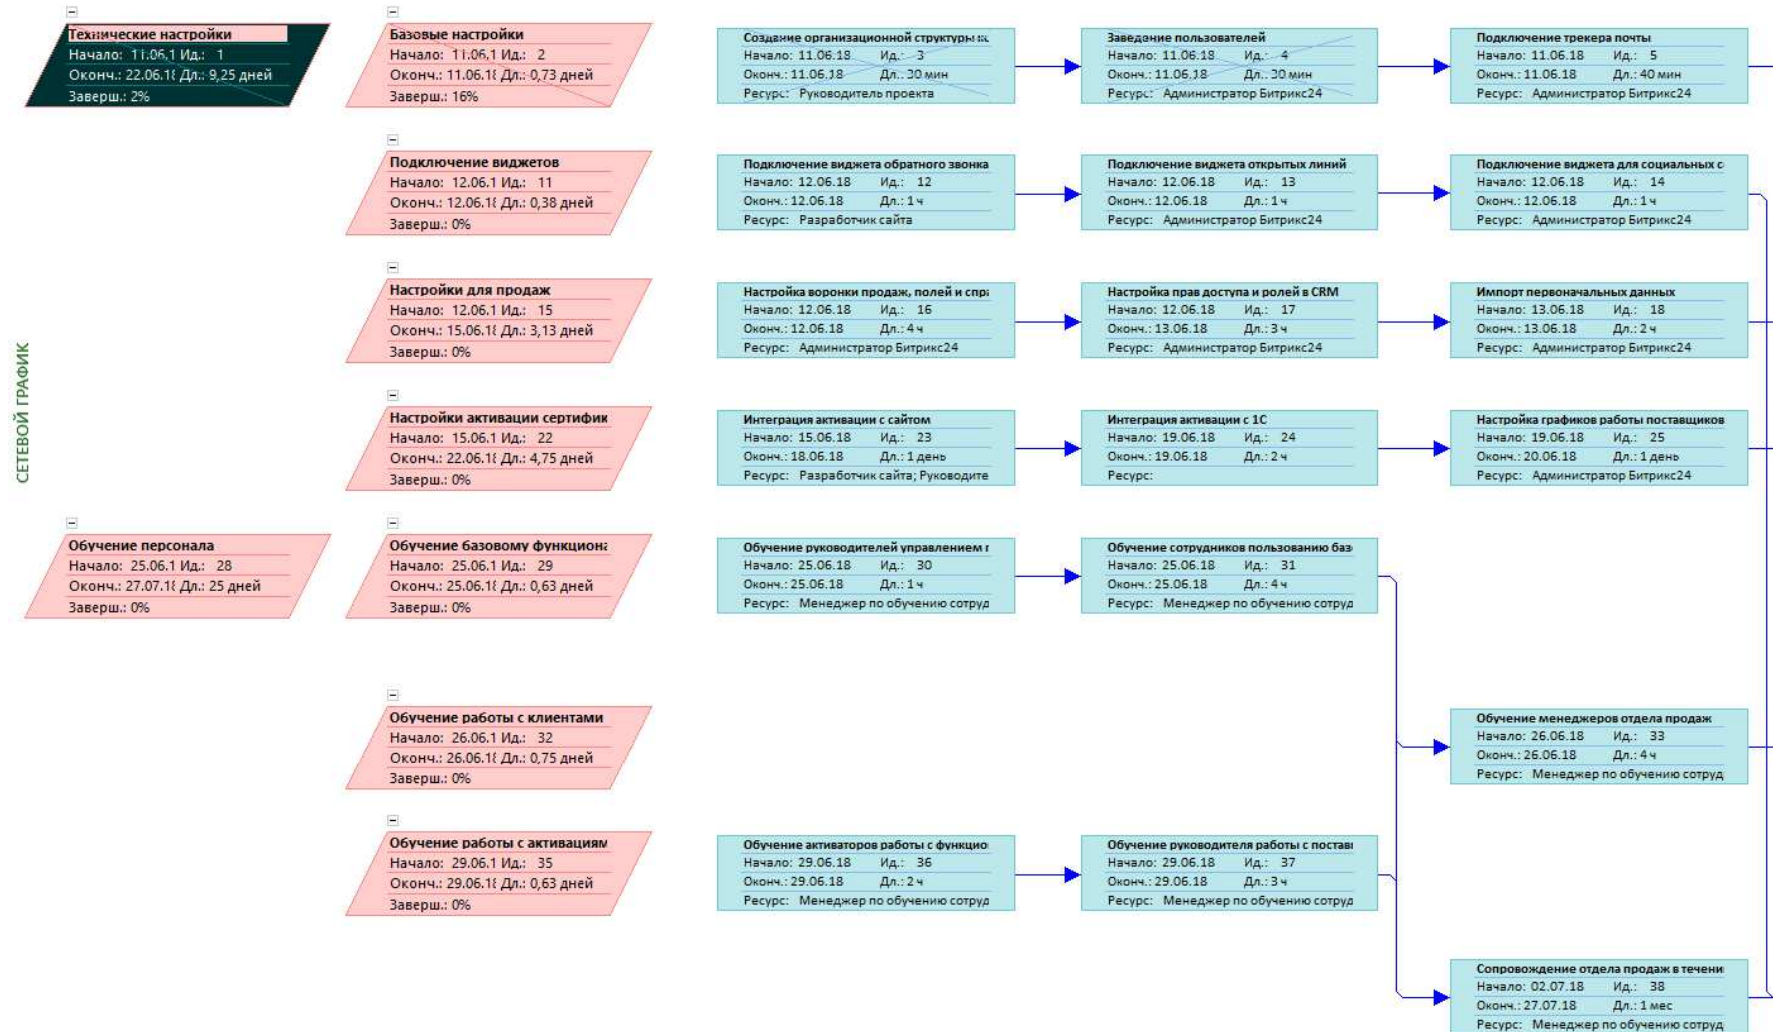 СЕТЕВОЙ ГРАФИК
Технические настройки
Начало: 11.06.1 Ид.: 1
Оконч.: 22.06.18 Дл.: 9,25 дней
Заверш.: 2%
Базовые настройки
Начало: 11.06.1 Ид.: 2
Оконч.: 11.06.18 Дл.: 0,73 дней
Заверш.: 16%
Создание организационной структуры
Начало: 11.06.18 Ид.: 3
Оконч.: 11.06.18 Дл.: 30 мин
Ресурс: Руководитель проекта
Заведение пользователей
Начало: 11.06.18 Ид.: 4
Оконч.: 11.06.18 Дл.: 30 мин
Ресурс: Администратор Битрикс24
Подключение трекера почты
Начало: 11.06.18 Ид.: 5
Оконч.: 11.06.18 Дл.: 40 мин
Ресурс: Администратор Битрикс24
Подключение виджетов
Начало: 12.06.1 Ид.: 11
Оконч.: 12.06.18 Дл.: 0,38 дней
Заверш.: 0%
Подключение виджета обратного звонка
Начало: 12.06.18 Ид.: 12
Оконч.: 12.06.18 Дл.: 1 ч
Ресурс: Разработчик сайта
Подключение виджета открытых линий
Начало: 12.06.18 Ид.: 13
Оконч.: 12.06.18 Дл.: 1 ч
Ресурс: Администратор Битрикс24
Подключение виджета для социальных с
Начало: 12.06.18 Ид.: 14
Оконч.: 12.06.18 Дл.: 1 ч
Ресурс: Администратор Битрикс24
Настройки для продаж
Начало: 12.06.1 Ид.: 15
Оконч.: 15.06.18 Дл.: 3,13 дней
Заверш.: 0%
Настройка воронки продаж, полей и спра
Начало: 12.06.18 Ид.: 16
Оконч.: 12.06.18 Дл.: 4 ч
Ресурс: Администратор Битрикс24
Настройка прав доступа и ролей в CRM
Начало: 12.06.18 Ид.: 17
Оконч.: 13.06.18 Дл.: 3 ч
Ресурс: Администратор Битрикс24
Импорт первоначальных данных
Начало: 13.06.18 Ид.: 18
Оконч.: 13.06.18 Дл.: 2 ч
Ресурс: Администратор Битрикс24
Настройки активации сертифик
Начало: 15.06.1 Ид.: 22
Оконч.: 22.06.18 Дл.: 4,75 дней
Заверш.: 0%
Интеграция активации с сайтом
Начало: 15.06.18 Ид.: 23
Оконч.: 18.06.18 Дл.: 1 день
Ресурс: Разработчик сайта; Руководите
Интеграция активации с 1С
Начало: 19.06.18 Ид.: 24
Оконч.: 19.06.18 Дл.: 2 ч
Ресурс:
Настройка графиков работы поставщиков
Начало: 19.06.18 Ид.: 25
Оконч.: 20.06.18 Дл.: 1 день
Ресурс: Администратор Битрикс24
Обучение персонала
Начало: 25.06.1 Ид.: 28
Оконч.: 27.07.18 Дл.: 25 дней
Заверш.: 0%
Обучение базовому функциона
Начало: 25.06.1 Ид.: 29
Оконч.: 25.06.18 Дл.: 0,63 дней
Заверш.: 0%
Обучение руководителей управлением п
Начало: 25.06.18 Ид.: 30
Оконч.: 25.06.18 Дл.: 1 ч
Ресурс: Менеджер по обучению сотруд
Обучение сотрудников пользованию баз
Начало: 25.06.18 Ид.: 31
Оконч.: 25.06.18 Дл.: 4 ч
Ресурс: Менеджер по обучению сотруд
Обучение работы с клиентами
Начало: 26.06.1 Ид.: 32
Оконч.: 26.06.18 Дл.: 0,75 дней
Заверш.: 0%
Обучение менеджеров отдела продаж
Начало: 26.06.18 Ид.: 33
Оконч.: 26.06.18 Дл.: 4 ч
Ресурс: Менеджер по обучению сотруд
Обучение работы с активациям
Начало: 29.06.1 Ид.: 35
Оконч.: 29.06.18 Дл.: 0,63 дней
Заверш.: 0%
Обучение активаторов работы с функцио
Начало: 29.06.18 Ид.: 36
Оконч.: 29.06.18 Дл.: 2 ч
Ресурс: Менеджер по обучению сотруд
Обучение руководителя работы с постав
Начало: 29.06.18 Ид.: 37
Оконч.: 29.06.18 Дл.: 3 ч
Ресурс: Менеджер по обучению сотруд
Сопровождение отдела продаж в течени
Начало: 02.07.18 Ид.: 38
Оконч.: 27.07.18 Дл.: 1 мес
Ресурс: Менеджер по обучению сотруд